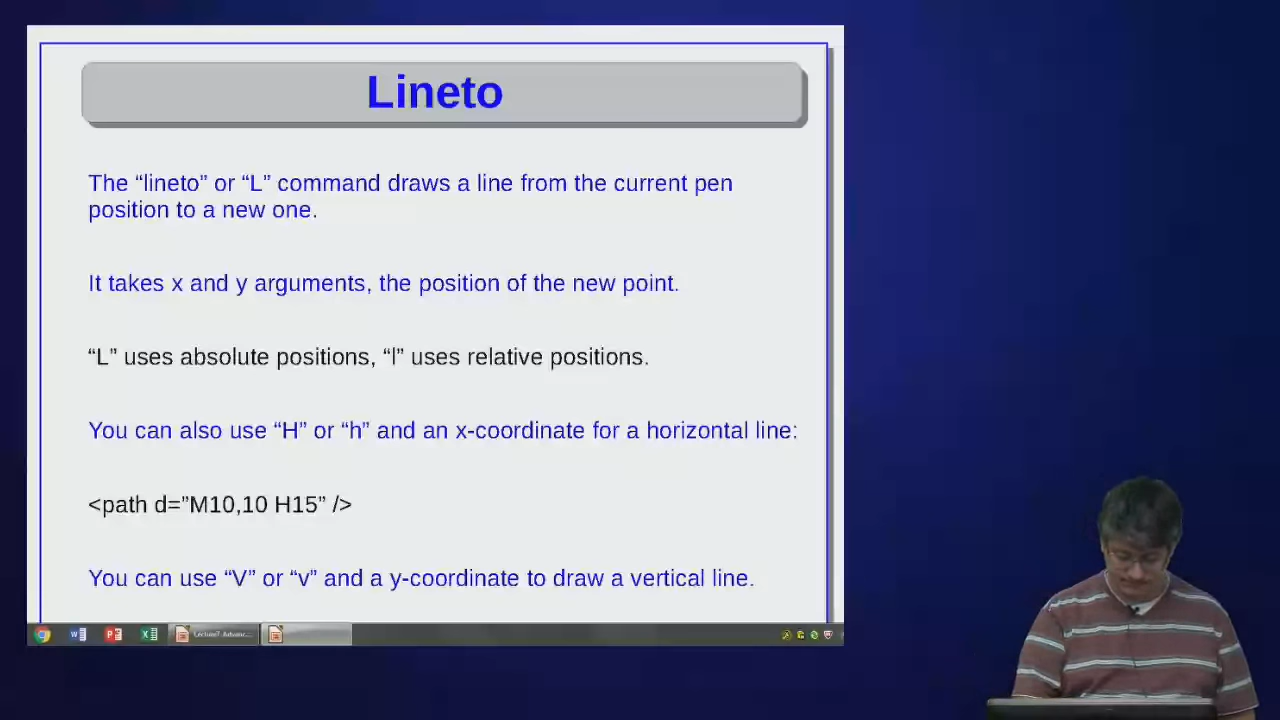 Lineto
The “lineto” or “L” command draws a line from the current pen
position to a new one.
It takes x and y arguments, the position of the new point.
“L” uses absolute positions, “l” uses relative positions.
You can also use “H” or “h” and an x-coordinate for a horizontal line:
<path d=”M10,10 H15” />
You can use “V” or “v” and a y-coordinate to draw a vertical line.
Lecture7-Advanc...